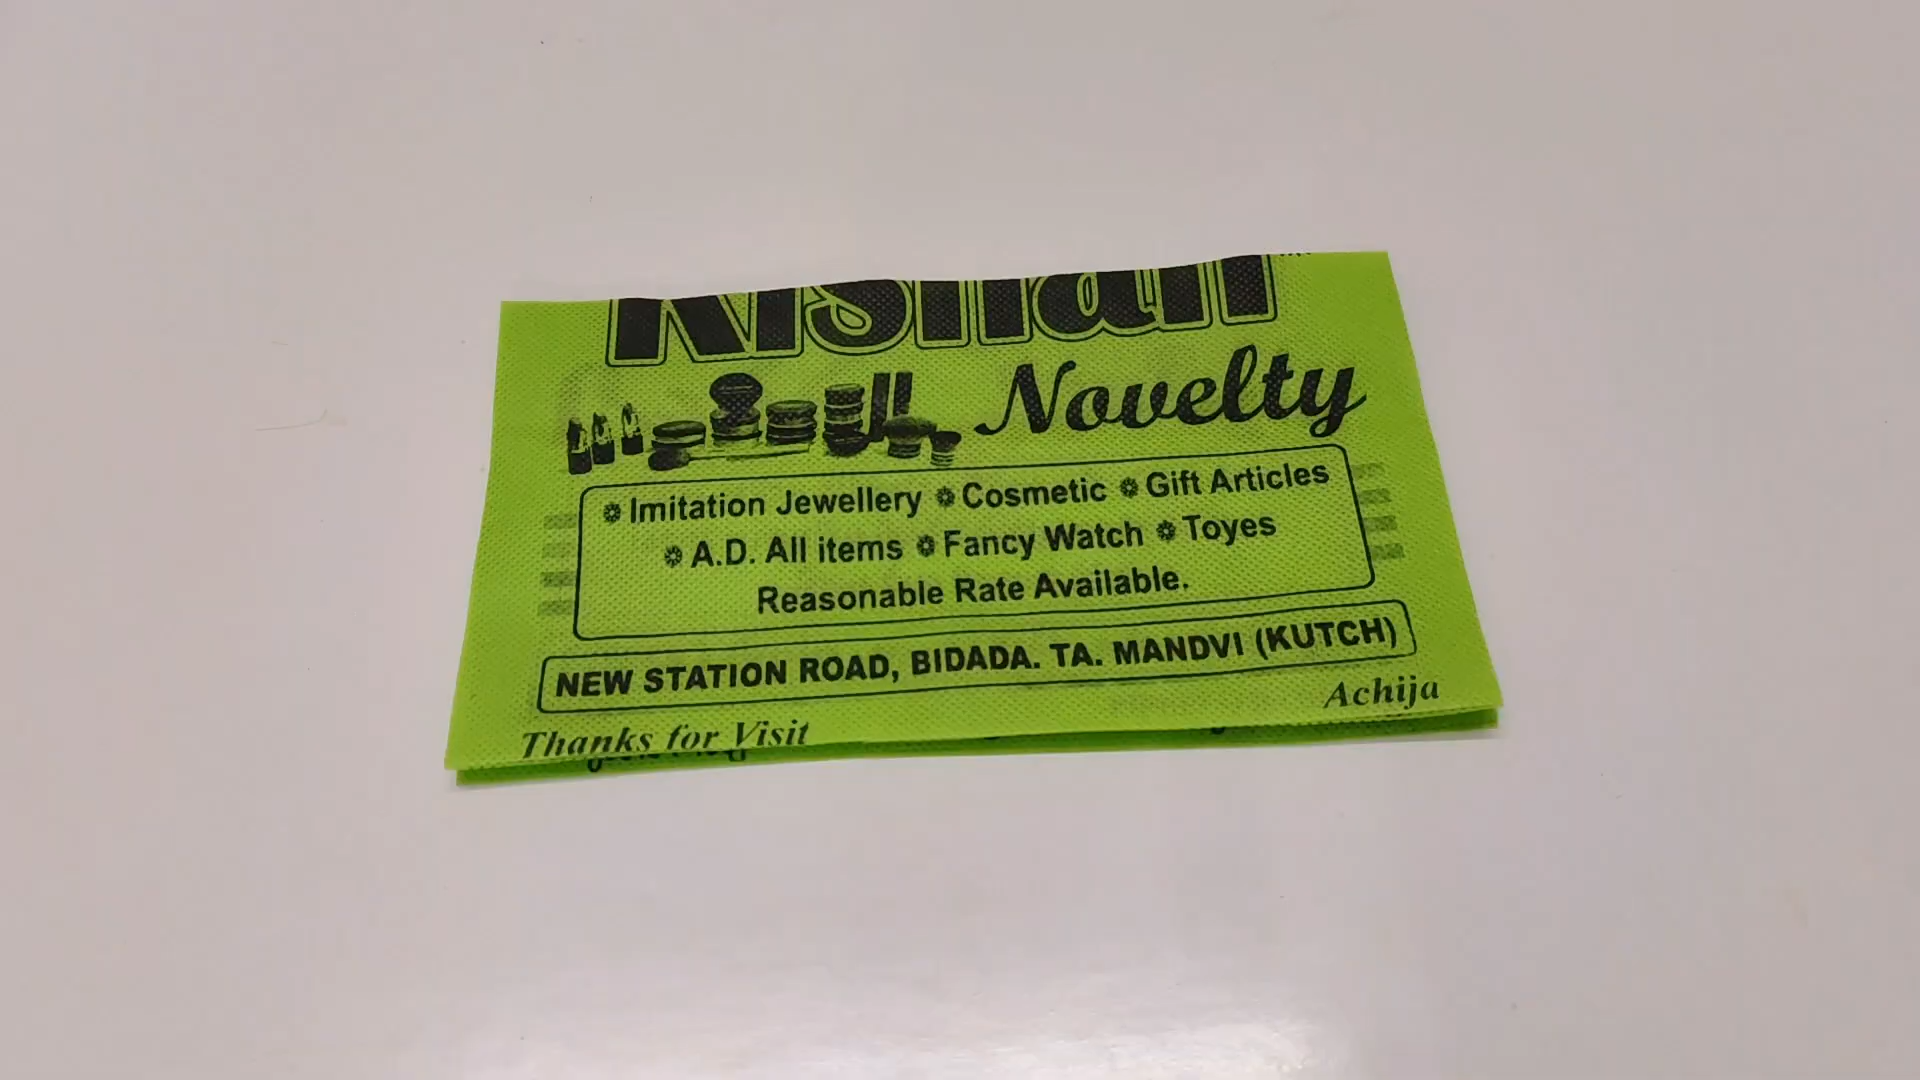 Kishan
Novelty
Imitation Jewellery Cosmetic Gift Articles
A.D. All items Fancy Watch Toyes
Reasonable Rate Available.
NEW STATION ROAD, BIDADA. TA. MANDVI (KUTCH)
Thanks for Visit
Achija